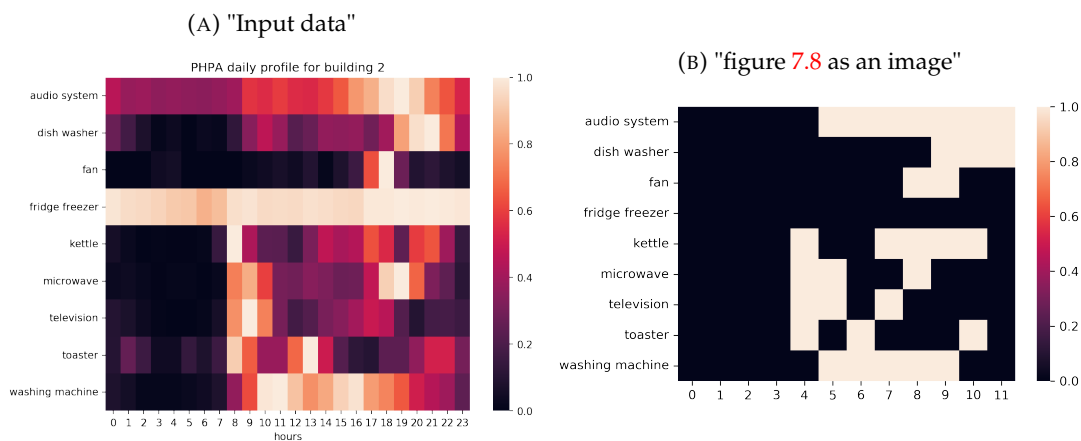 (A) "Input data"
PHPA daily profile for building 2
audio system
dish washer
fan
fridge freezer
kettle
microwave
television
toaster
washing machine
0 1 2 3 4 5 6 7 8 9 10 11 12 13 14 15 16 17 18 19 20 21 22 23
hours
1.0
0.8
0.6
0.4
0.2
0.0
(B) "figure 7.8 as an image"
audio system
dish washer
fan
fridge freezer
kettle
microwave
television
toaster
washing machine
0 1 2 3 4 5 6 7 8 9 10 11
1.0
0.8
0.6
0.4
0.2
0.0